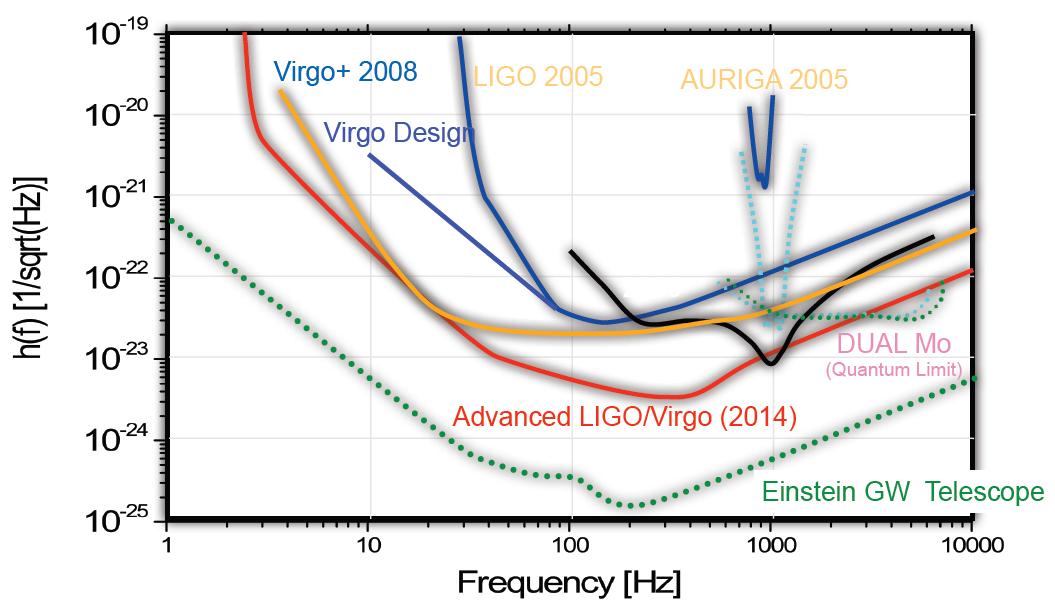 10-19
10-20
10-21
10-22
10-23
10-24
10-25
h(f) [1/sqrt(Hz)]
Virgo+ 2008
LIGO 2005
AURIGA 2005
Virgo Design
DUAL Mo
(Quantum Limit)
Advanced LIGO/Virgo (2014)
Einstein GW Telescope
1 10 100 1000 10000
Frequency [Hz]